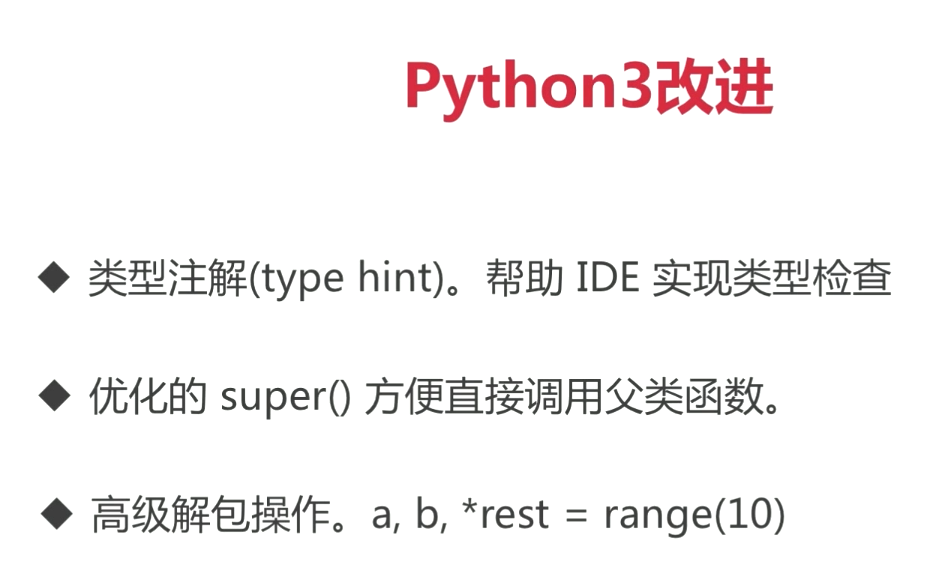 Python3改进
◆ 类型注解(type hint)。帮助 IDE 实现类型检查
◆ 优化的 super() 方便直接调用父类函数。
◆ 高级解包操作。a, b, *rest = range(10)